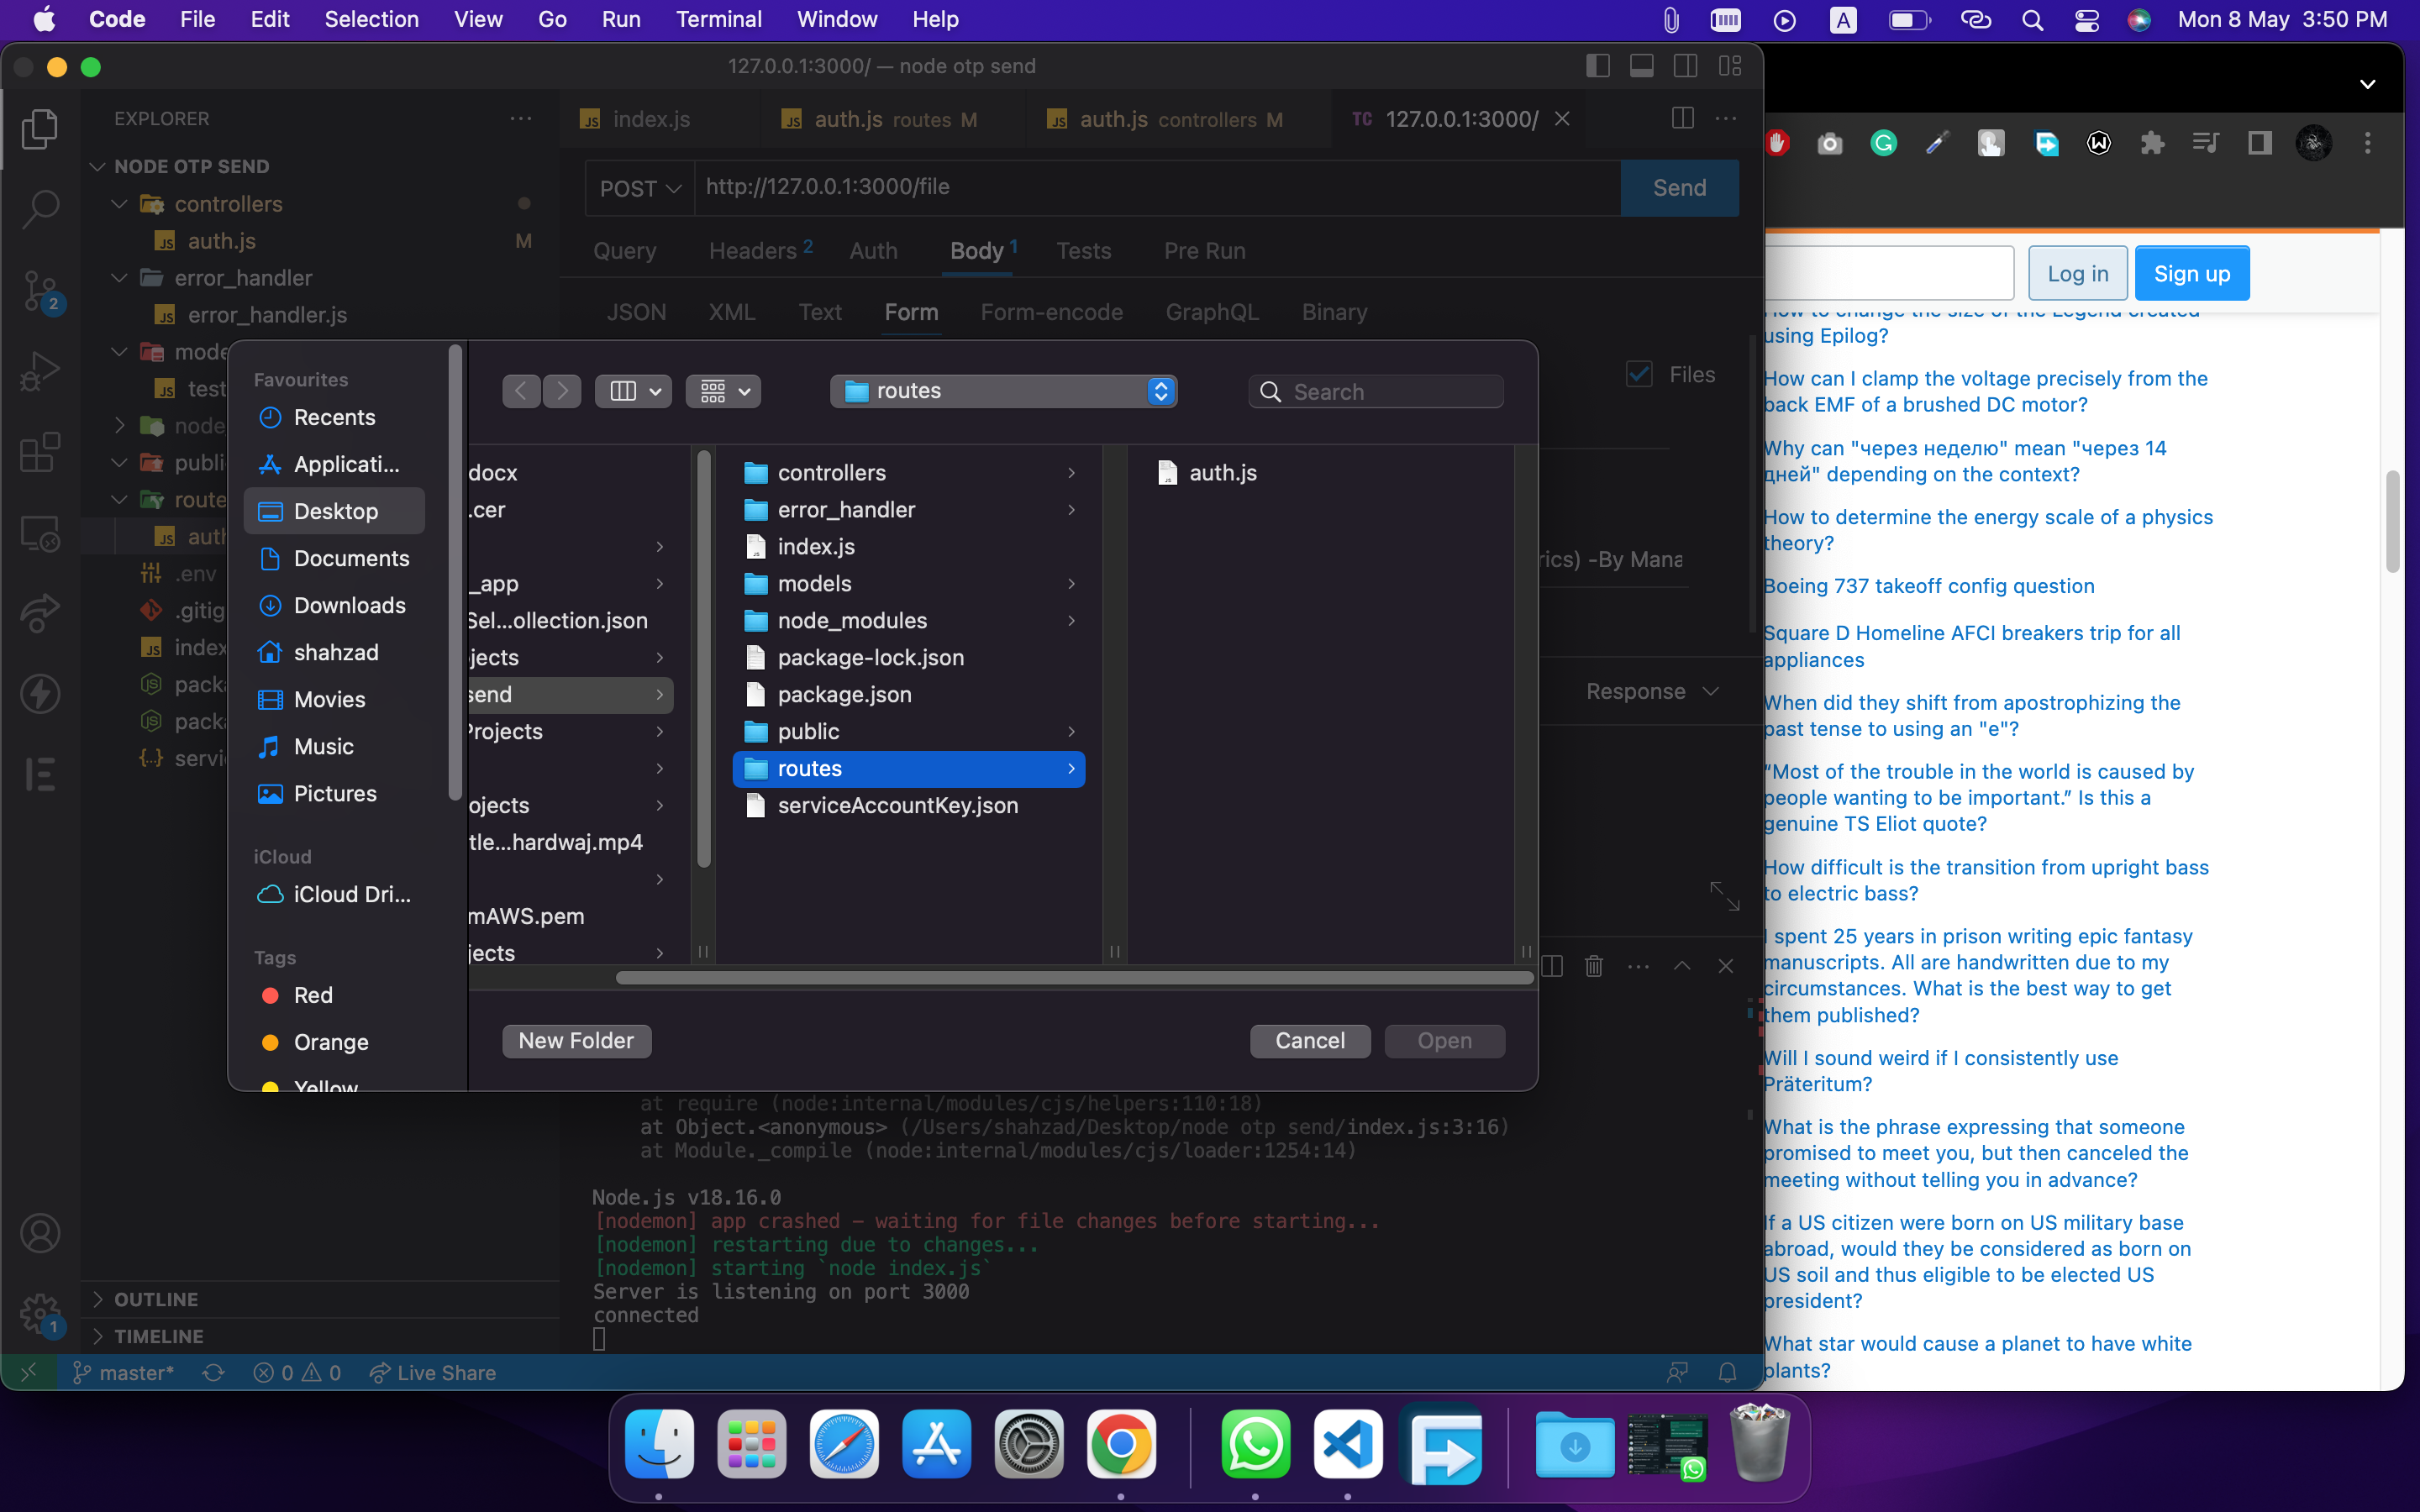 Code File Edit Selection View Go Run Terminal Window Help
A Mon 8 May 3:50 PM
127.0.0.1:3000/ — node otp send
EXPLORER
NODE OTP SEND
controllers
auth.js M
error_handler
error_handler.js
mode
test
node_
publi
route
auth
.env
.gitig
index
packa
packa
servi
2
1
OUTLINE
TIMELINE
index.js
auth.js routes M
auth.js controllers M
TC 127.0.0.1:3000/
POST http://127.0.0.1:3000/file Send
Query Headers 2 Auth Body 1 Tests Pre Run
JSON XML Text Form Form-encode GraphQL Binary
Files
rics) -By Mana
Response
Favourites
Recents
Applicati...
Desktop
Documents
Downloads
shahzad
Movies
Music
Pictures
iCloud
iCloud Dri...
Tags
Red
Orange
Yellow
routes
Search
docx
.cer
_app
Sel...ollection.json
jects
send
Projects
ojects
tle...hardwaj.mp4
mAWS.pem
jects
controllers
error_handler
index.js
models
node_modules
package-lock.json
package.json
public
routes
serviceAccountKey.json
auth.js
New Folder Cancel Open
at require (node:internal/modules/cjs/helpers:110:18)
at Object.<anonymous> (/Users/shahzad/Desktop/node otp send/index.js:3:16)
at Module._compile (node:internal/modules/cjs/loader:1254:14)
Node.js v18.16.0
[nodemon] app crashed – waiting for file changes before starting...
[nodemon] restarting due to changes...
[nodemon] starting `node index.js`
Server is listening on port 3000
connected
master* 0 0 Live Share
Log in Sign up
How to change the size of the Legend created
using Epilog?
How can I clamp the voltage precisely from the
back EMF of a brushed DC motor?
Why can "через неделю" mean "через 14
дней" depending on the context?
How to determine the energy scale of a physics
theory?
Boeing 737 takeoff config question
Square D Homeline AFCI breakers trip for all
appliances
When did they shift from apostrophizing the
past tense to using an "e"?
"Most of the trouble in the world is caused by
people wanting to be important.” Is this a
genuine TS Eliot quote?
How difficult is the transition from upright bass
to electric bass?
I spent 25 years in prison writing epic fantasy
manuscripts. All are handwritten due to my
circumstances. What is the best way to get
them published?
Will I sound weird if I consistently use
Präteritum?
What is the phrase expressing that someone
promised to meet you, but then canceled the
meeting without telling you in advance?
If a US citizen were born on US military base
abroad, would they be considered as born on
US soil and thus eligible to be elected US
president?
What star would cause a planet to have white
plants?